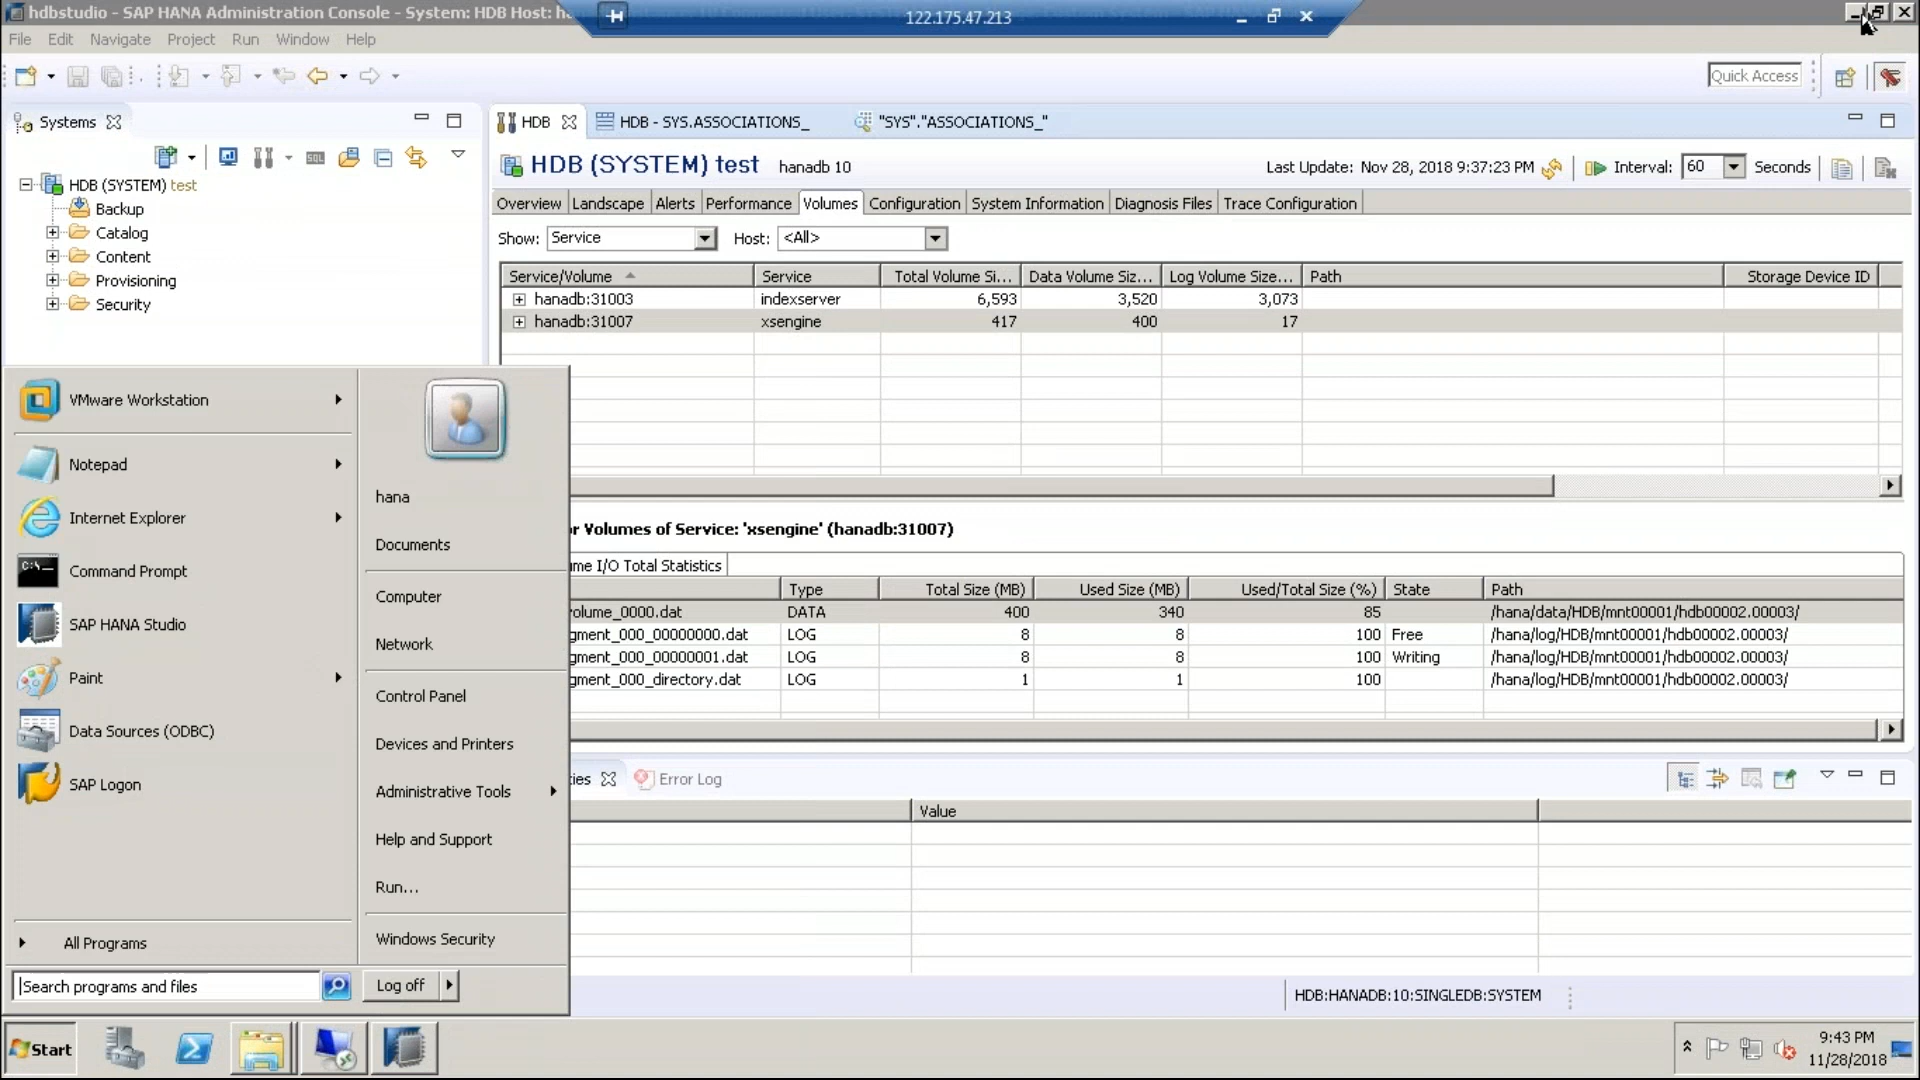 hdbstudio - SAP HANA Administration Console - System: HDB Host: h
122.175.47.213
File Edit Navigate Project Run Window Help
Quick Access
Systems
HDB
HDB - SYS.ASSOCIATIONS_
"SYS"."ASSOCIATIONS_"
SQL
HDB (SYSTEM) test
Backup
Catalog
Content
Provisioning
Security
HDB (SYSTEM) test hanadb 10
Last Update: Nov 28, 2018 9:37:23 PM Interval: 60 Seconds
Overview Landscape Alerts Performance Volumes Configuration System Information Diagnosis Files Trace Configuration
Show: Service Host: <All>
Service/Volume Service Total Volume Si... Data Volume Siz... Log Volume Size... Path Storage Device ID
hanadb:31003 indexserver 6,593 3,520 3,073
hanadb:31007 xsengine 417 400 17
r Volumes of Service: 'xsengine' (hanadb:31007)
me I/O Total Statistics
Type Total Size (MB) Used Size (MB) Used/Total Size (%) State Path
olume_0000.dat DATA 400 340 85 /hana/data/HDB/mnt00001/hdb00002.00003/
gment_000_00000000.dat LOG 8 8 100 Free /hana/log/HDB/mnt00001/hdb00002.00003/
gment_000_00000001.dat LOG 8 8 100 Writing /hana/log/HDB/mnt00001/hdb00002.00003/
gment_000_directory.dat LOG 1 1 100 /hana/log/HDB/mnt00001/hdb00002.00003/
ies Error Log
Value
HDB:HANADB:10:SINGLEDB:SYSTEM
VMware Workstation
Notepad
Internet Explorer
Command Prompt
SAP HANA Studio
Paint
Data Sources (ODBC)
SAP Logon
All Programs
Search programs and files
hana
Documents
Computer
Network
Control Panel
Devices and Printers
Administrative Tools
Help and Support
Run...
Windows Security
Log off
Start
9:43 PM
11/28/2018